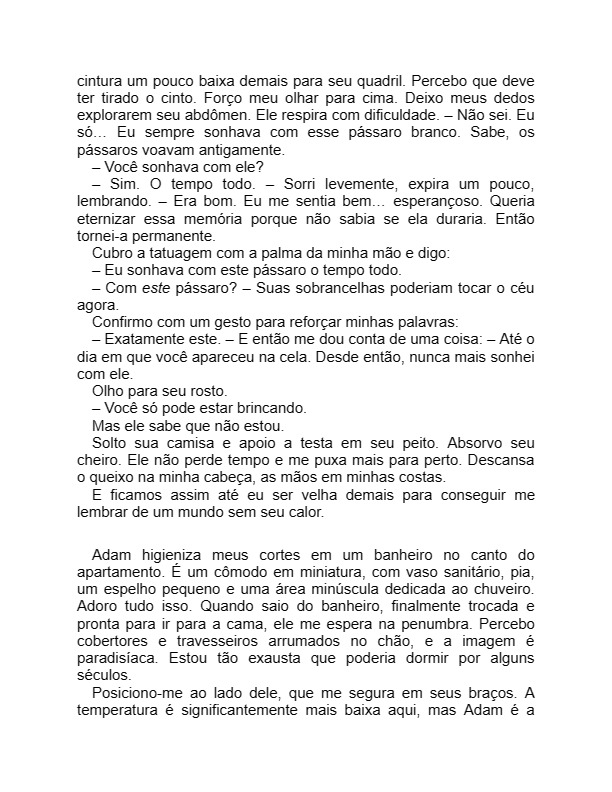 cintura um pouco baixa demais para seu quadril. Percebo que deve
ter tirado o cinto. Forço meu olhar para cima. Deixo meus dedos
explorarem seu abdômen. Ele respira com dificuldade. – Não sei. Eu
só… Eu sempre sonhava com esse pássaro branco. Sabe, os
pássaros voavam antigamente.
– Você sonhava com ele?
– Sim. O tempo todo. – Sorri levemente, expira um pouco,
lembrando. – Era bom. Eu me sentia bem… esperançoso. Queria
eternizar essa memória porque não sabia se ela duraria. Então
tornei-a permanente.
Cubro a tatuagem com a palma da minha mão e digo:
– Eu sonhava com este pássaro o tempo todo.
– Com este pássaro? – Suas sobrancelhas poderiam tocar o céu
agora.
Confirmo com um gesto para reforçar minhas palavras:
– Exatamente este. – E então me dou conta de uma coisa: – Até o
dia em que você apareceu na cela. Desde então, nunca mais sonhei
com ele.
Olho para seu rosto.
– Você só pode estar brincando.
Mas ele sabe que não estou.
Solto sua camisa e apoio a testa em seu peito. Absorvo seu
cheiro. Ele não perde tempo e me puxa mais para perto. Descansa
o queixo na minha cabeça, as mãos em minhas costas.
E ficamos assim até eu ser velha demais para conseguir me
lembrar de um mundo sem seu calor.
Adam higieniza meus cortes em um banheiro no canto do
apartamento. É um cômodo em miniatura, com vaso sanitário, pia,
um espelho pequeno e uma área minúscula dedicada ao chuveiro.
Adoro tudo isso. Quando saio do banheiro, finalmente trocada e
pronta para ir para a cama, ele me espera na penumbra. Percebo
cobertores e travesseiros arrumados no chão, e a imagem é
paradisíaca. Estou tão exausta que poderia dormir por alguns
séculos.
Posiciono-me ao lado dele, que me segura em seus braços. A
temperatura é significantemente mais baixa aqui, mas Adam é a